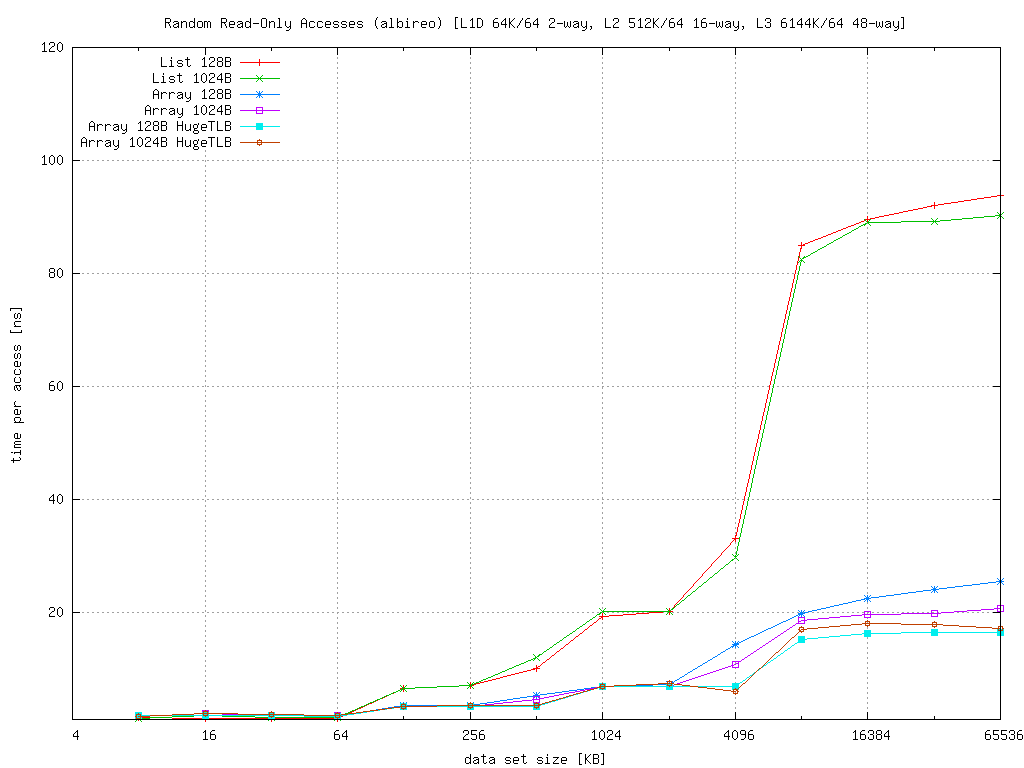 Random Read-Only Accesses (albireo) [L1D 64K/64 2-way, L2 512K/64 16-way, L3 6144K/64 48-way]
120
100
80
60
40
20
List 128B
List 1024B
Array 128B
Array 1024B
Array 128B HugeTLB
Array 1024B HugeTLB
time per access [ns]
4 16 64 256 1024 4096 16384 65536
data set size [KB]